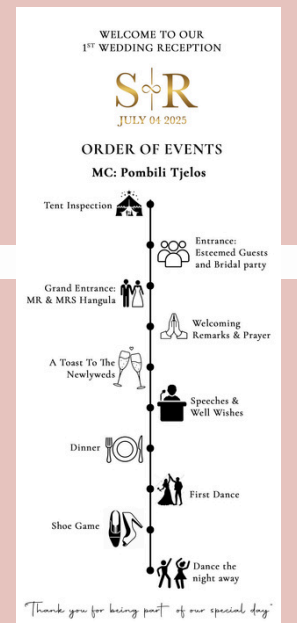 WELCOME TO OUR
1ST WEDDING RECEPTION
S R
JULY 04 2025
ORDER OF EVENTS
MC: Pombili Tjelos
Tent Inspection
Entrance:
Esteemed Guests
and Bridal party
Grand Entrance:
MR & MRS Hangula
Welcoming
Remarks & Prayer
A Toast To The
Newlyweds
Speeches &
Well Wishes
Dinner
First Dance
Shoe Game
Dance the
night away
"Thank you for being part of our special day"